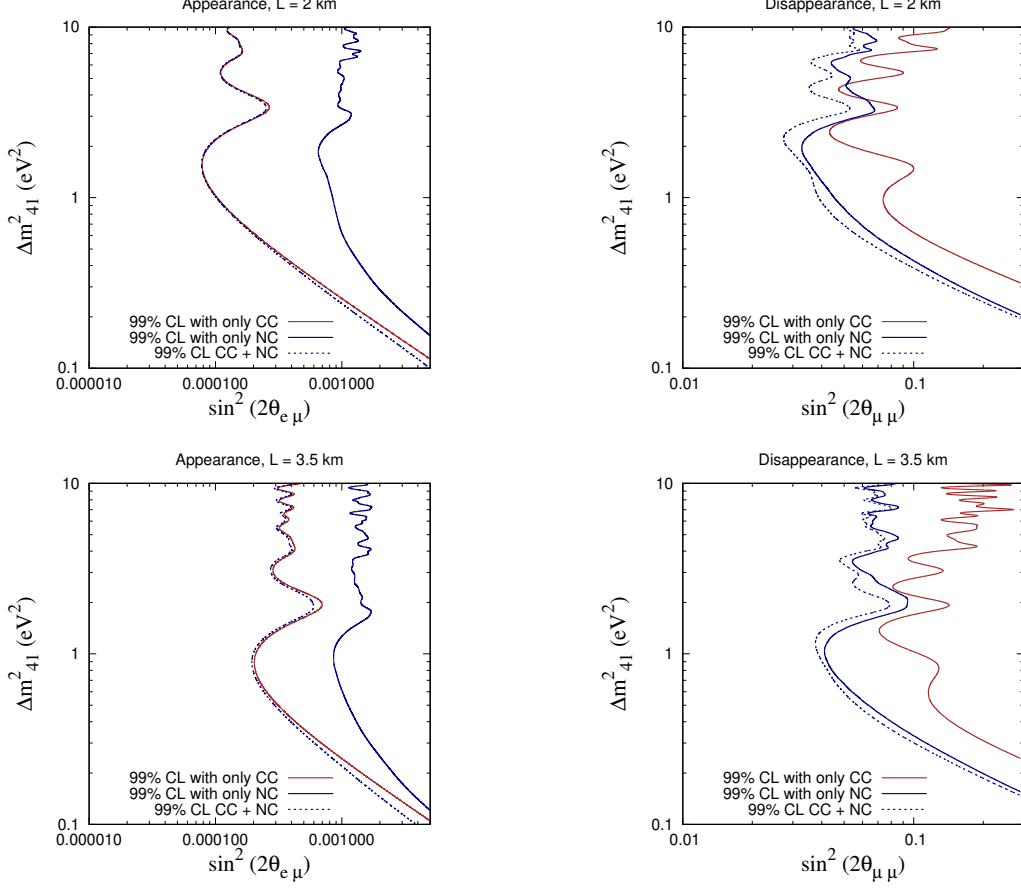 Appearance, L = 2 km
10
1
0.1
Δm²₄₁ (eV²)
99% CL with only CC
99% CL with only NC
99% CL CC + NC
0.000010 0.000100 0.001000
sin² (2θₑ μ)
Disappearance, L = 2 km
10
1
0.1
Δm²₄₁ (eV²)
99% CL with only CC
99% CL with only NC
99% CL CC + NC
0.01 0.1
sin² (2θμ μ)
Appearance, L = 3.5 km
10
1
0.1
Δm²₄₁ (eV²)
99% CL with only CC
99% CL with only NC
99% CL CC + NC
0.000010 0.000100 0.001000
sin² (2θₑ μ)
Disappearance, L = 3.5 km
10
1
0.1
Δm²₄₁ (eV²)
99% CL with only CC
99% CL with only NC
99% CL CC + NC
0.01 0.1
sin² (2θμ μ)